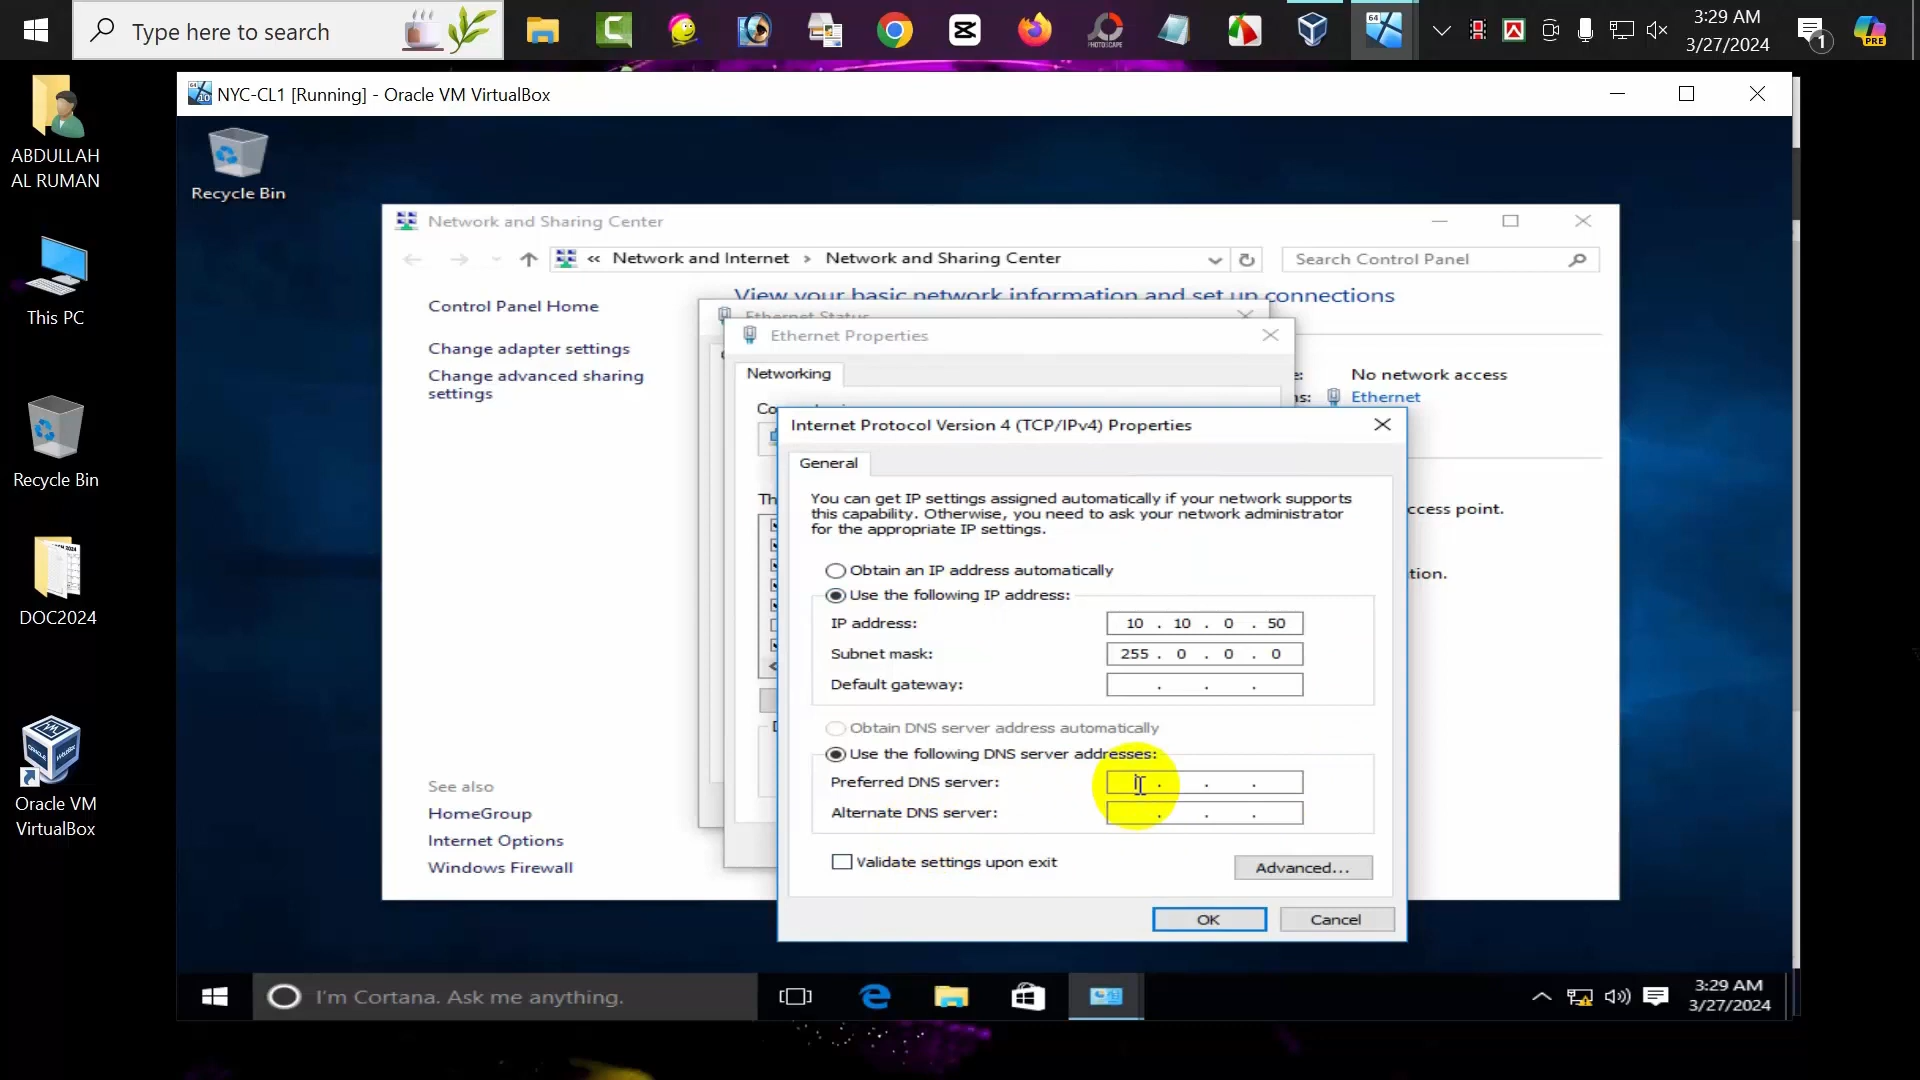 Type here to search
64
3:29 AM
3/27/2024
1
PRE
PHOTOSCAPE
ABDULLAH
AL RUMAN
This PC
Recycle Bin
DOC2024
Oracle VM
VirtualBox
NYC-CL1 [Running] - Oracle VM VirtualBox
Recycle Bin
Network and Sharing Center
« Network and Internet › Network and Sharing Center
Search Control Panel
Control Panel Home
Change adapter settings
Change advanced sharing
settings
View your basic network information and set up connections
No network access
Ethernet
ccess point.
tion.
See also
HomeGroup
Internet Options
Windows Firewall
Ethernet Status
Ethernet Properties
Networking
Internet Protocol Version 4 (TCP/IPv4) Properties
General
You can get IP settings assigned automatically if your network supports
this capability. Otherwise, you need to ask your network administrator
for the appropriate IP settings.
Obtain an IP address automatically
Use the following IP address:
IP address: 10 . 10 . 0 . 50
Subnet mask: 255 . 0 . 0 . 0
Default gateway: . . .
Obtain DNS server address automatically
Use the following DNS server addresses:
Preferred DNS server: . . .
Alternate DNS server: . . .
Validate settings upon exit
Advanced...
OK
Cancel
I'm Cortana. Ask me anything.
3:29 AM
3/27/2024